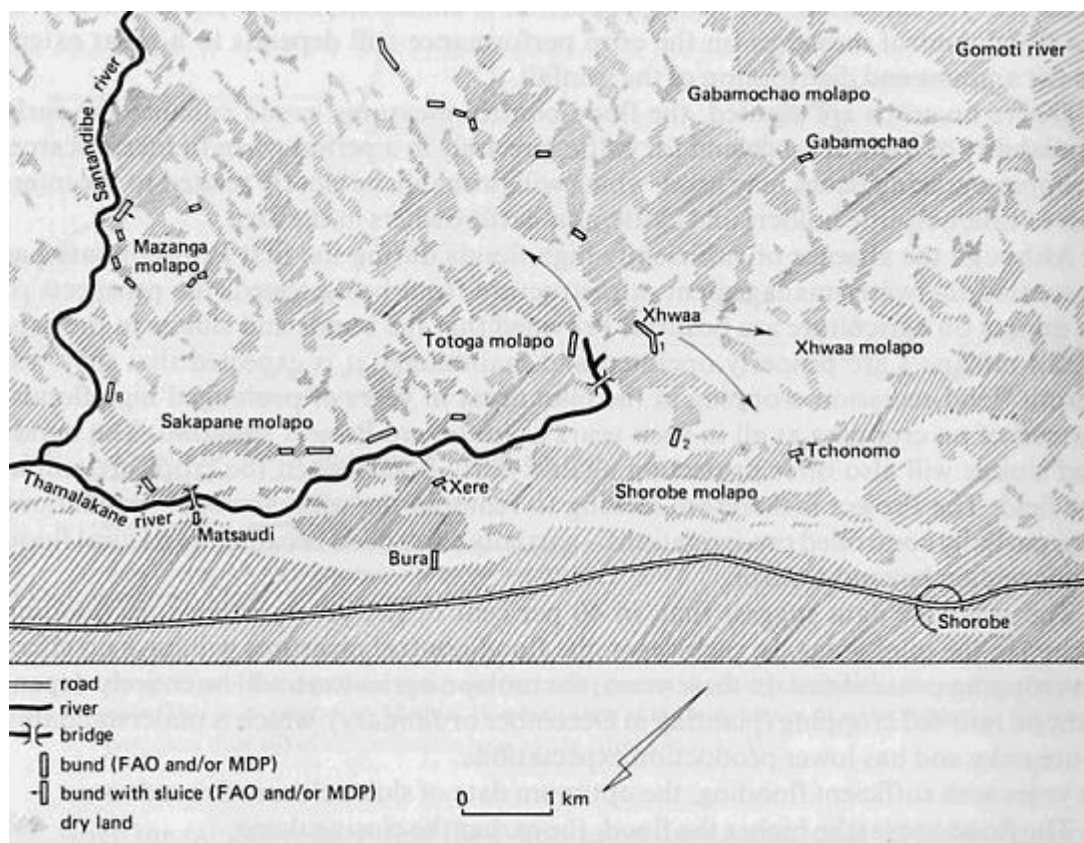 Gomoti river
Santandibe river
Gabamochao molapo
Gabamochao
Mazanga
molapo
Xhwaa
1
Totoga molapo
Xhwaa molapo
8
Sakapane molapo
2
Tchonomo
Xere
Shorobe molapo
Thamalakane river
7
Matsaudi
Bura
Shorobe
road
river
bridge
bund (FAO and/or MDP)
bund with sluice (FAO and/or MDP)
dry land
0 1 km